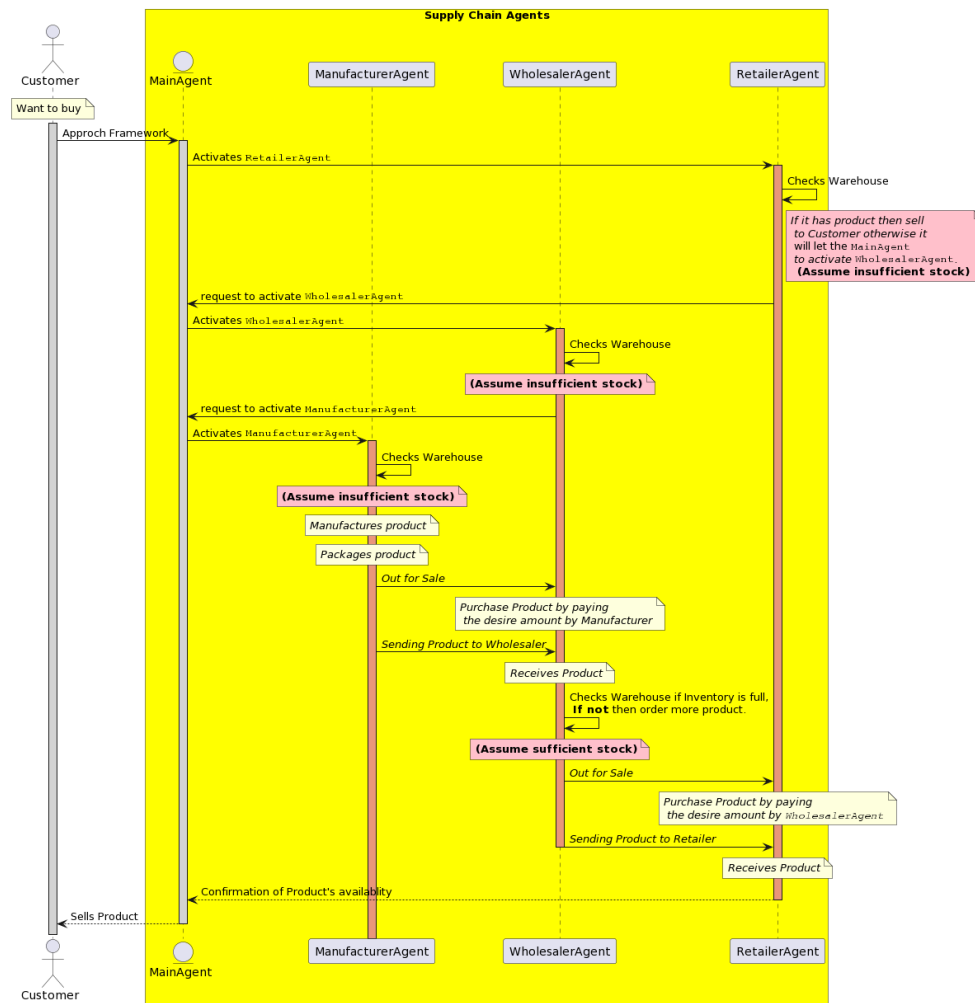 Supply Chain Agents
Customer
MainAgent
ManufacturerAgent
WholesalerAgent
RetailerAgent
Want to buy
Approch Framework
Activates RetailerAgent
Checks Warehouse
If it has product then sell
to Customer otherwise it
will let the MainAgent
to activate WholesalerAgent.
(Assume insufficient stock)
request to activate WholesalerAgent
Activates WholesalerAgent
Checks Warehouse
(Assume insufficient stock)
request to activate ManufacturerAgent
Activates ManufacturerAgent
Checks Warehouse
(Assume insufficient stock)
Manufactures product
Packages product
Out for Sale
Purchase Product by paying
the desire amount by Manufacturer
Sending Product to Wholesaler
Receives Product
Checks Warehouse if Inventory is full,
If not then order more product.
(Assume sufficient stock)
Out for Sale
Purchase Product by paying
the desire amount by WholesalerAgent
Sending Product to Retailer
Receives Product
Confirmation of Product's availablity
Sells Product
Customer
MainAgent
ManufacturerAgent
WholesalerAgent
RetailerAgent